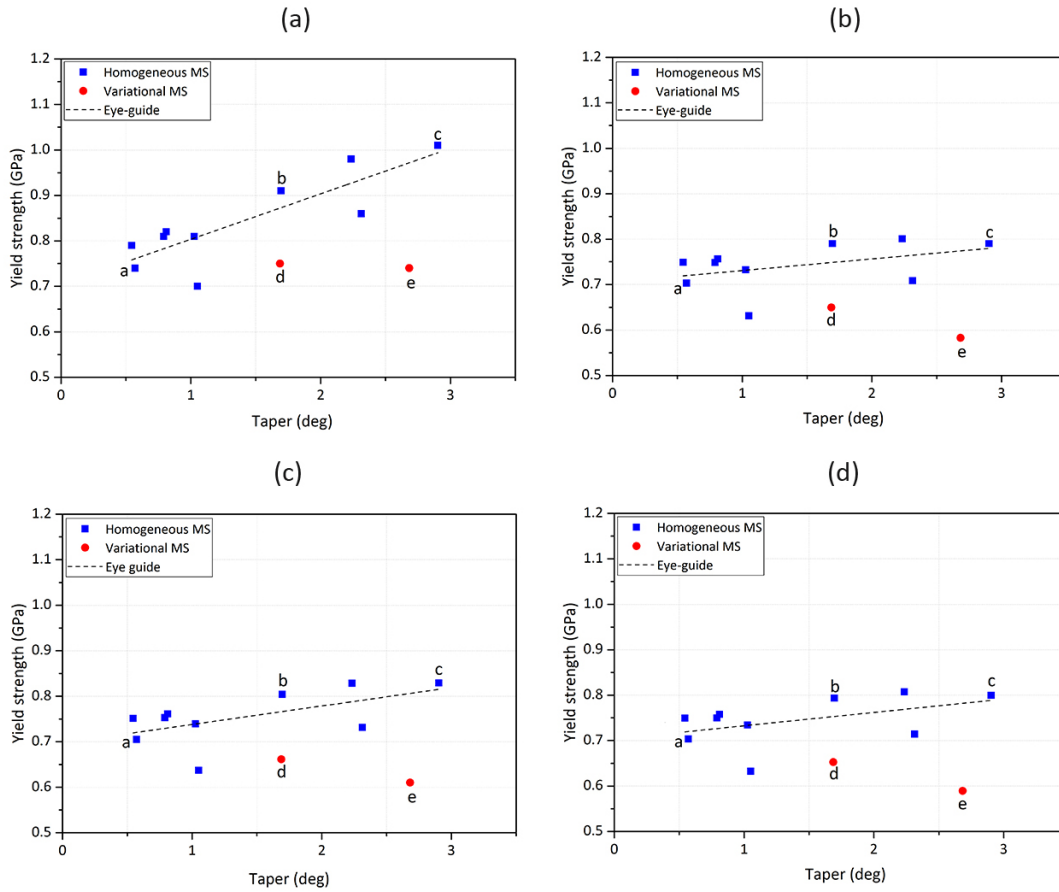 (a)
1.2
1.1
1.0
0.9
0.8
0.7
0.6
0.5
Yield strength (GPa)
Homogeneous MS
Variational MS
Eye-guide
a
b
c
d
e
0 1 2 3
Taper (deg)
(b)
1.2
1.1
1.0
0.9
0.8
0.7
0.6
0.5
Yield strength (GPa)
Homogeneous MS
Variational MS
Eye-guide
a
b
c
d
e
0 1 2 3
Taper (deg)
(c)
1.2
1.1
1.0
0.9
0.8
0.7
0.6
0.5
Yield strength (GPa)
Homogeneous MS
Variational MS
Eye guide
a
b
c
d
e
0 1 2 3
Taper (deg)
(d)
1.2
1.1
1.0
0.9
0.8
0.7
0.6
0.5
Yield strength (GPa)
Homogeneous MS
Variational MS
Eye-guide
a
b
c
d
e
0 1 2 3
Taper (deg)